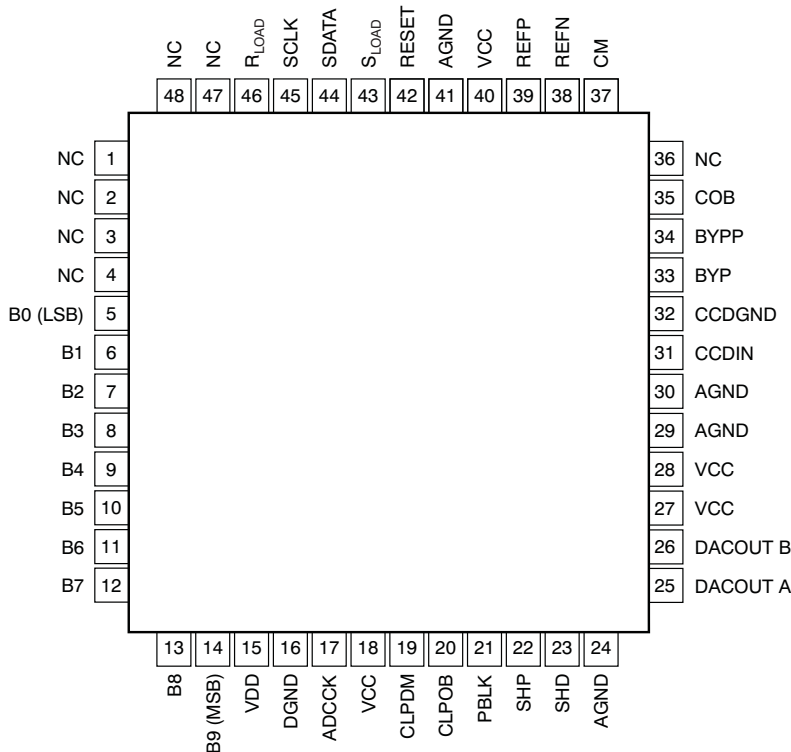 NC NC R_LOAD SCLK SDATA S_LOAD RESET AGND VCC REFP REFN CM
48 47 46 45 44 43 42 41 40 39 38 37
NC 1 36 NC
NC 2 35 COB
NC 3 34 BYPP
NC 4 33 BYP
B0 (LSB) 5 32 CCDGND
B1 6 31 CCDIN
B2 7 30 AGND
B3 8 29 AGND
B4 9 28 VCC
B5 10 27 VCC
B6 11 26 DACOUT B
B7 12 25 DACOUT A
13 14 15 16 17 18 19 20 21 22 23 24
B8 B9 (MSB) VDD DGND ADCCK VCC CLPDM CLPOB PBLK SHP SHD AGND